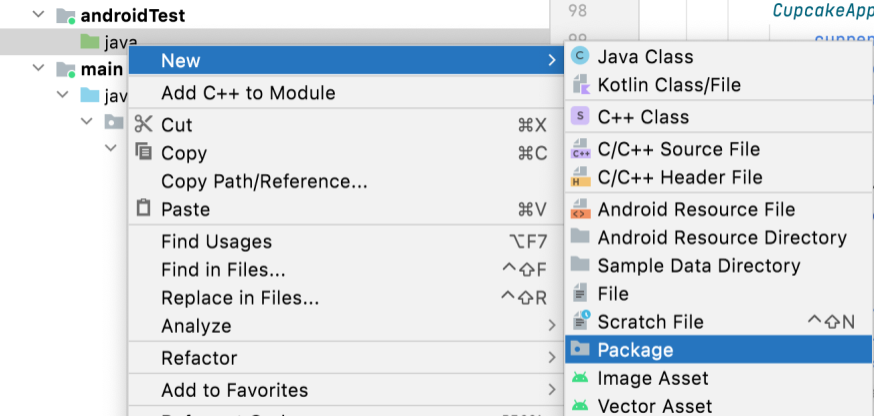 androidTest
java
main
jav
98
99
CupcakeApp
New
Add C++ to Module
Cut ⌘X
Copy ⌘C
Copy Path/Reference...
Paste ⌘V
Find Usages ⌥F7
Find in Files... ^⇧F
Replace in Files... ^⇧R
Analyze
Refactor
Add to Favorites
Java Class
Kotlin Class/File
S C++ Class
C++ C/C++ Source File
H C/C++ Header File
Android Resource File
Android Resource Directory
Sample Data Directory
File
Scratch File ^⇧N
Package
Image Asset
Vector Asset